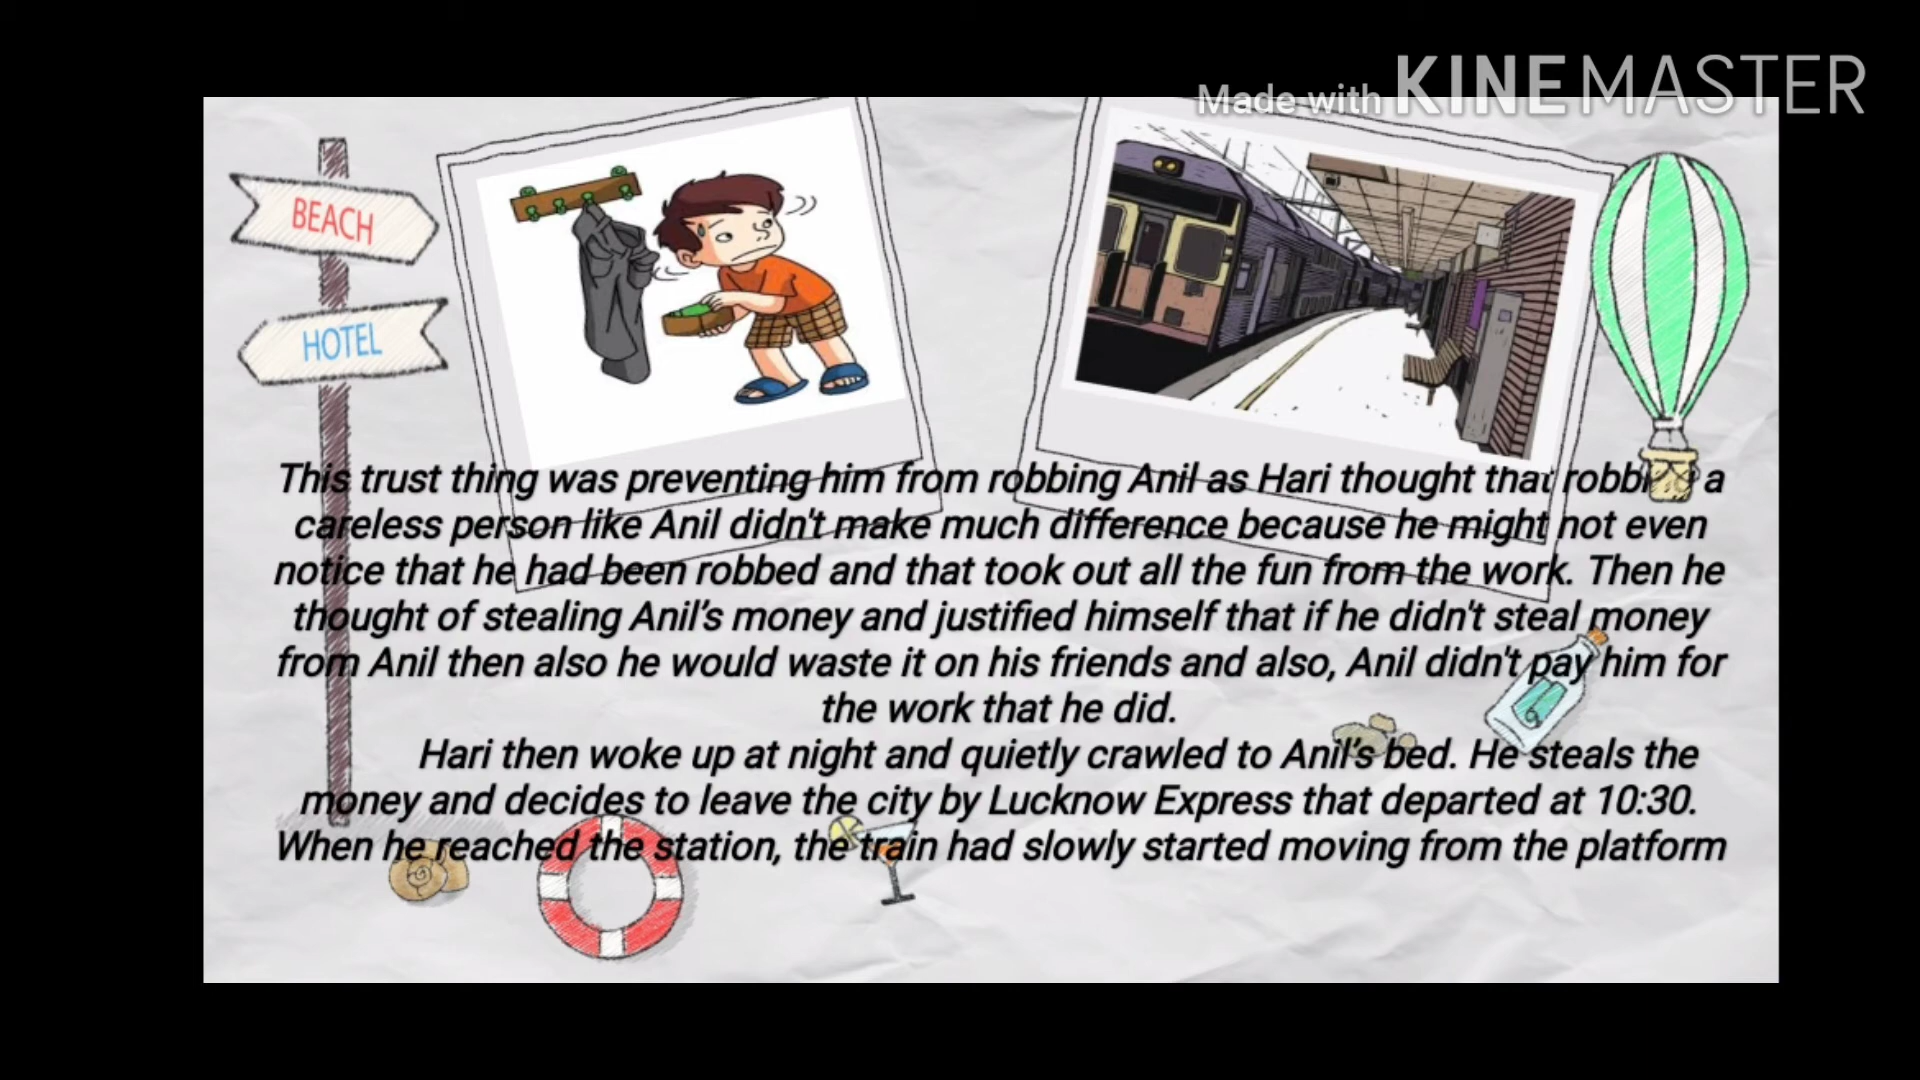 Made with KINEMASTER
BEACH
HOTEL
This trust thing was preventing him from robbing Anil as Hari thought that a
careless person like Anil didn't make much difference because he might not even
notice that he had been robbed and that took out all the fun from the work. Then he
thought of stealing Anil’s money and justified himself that if he didn't steal money
from Anil then also he would waste it on his friends and also, Anil didn't pay him for
the work that he did.
Hari then woke up at night and quietly crawled to Anil’s bed. He steals the
money and decides to leave the city by Lucknow Express that departed at 10:30.
When he reached the station, the train had slowly started moving from the platform